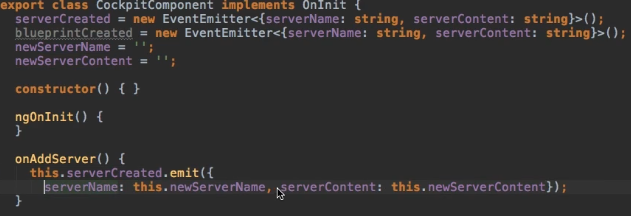 export class CockpitComponent implements OnInit {
  serverCreated = new EventEmitter<{serverName: string, serverContent: string}>();
  blueprintCreated = new EventEmitter<{serverName: string, serverContent: string}>();
  newServerName = '';
  newServerContent = '';
  constructor() { }
  ngOnInit() {
  }
  onAddServer() {
    this.serverCreated.emit({
      serverName: this.newServerName, serverContent: this.newServerContent});
  }